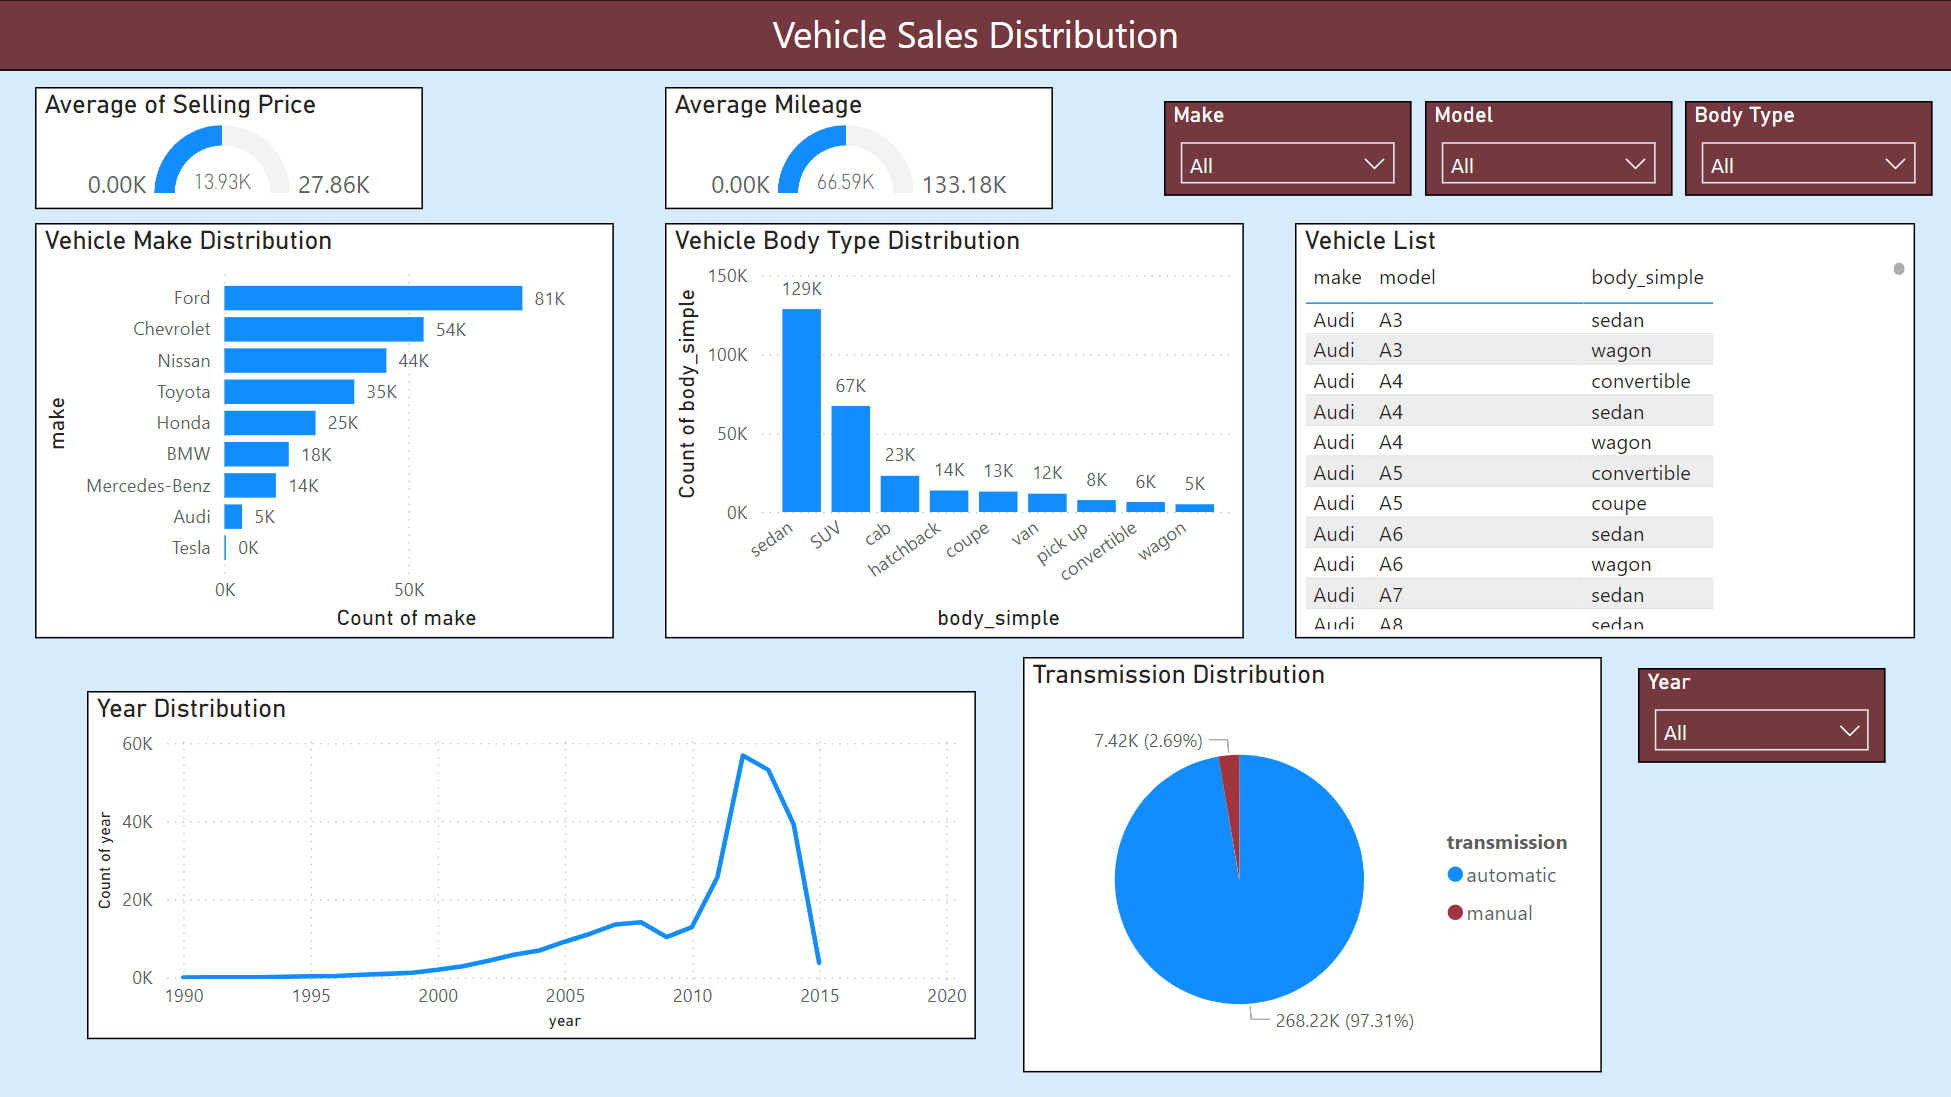 Vehicle Sales Distribution
Average of Selling Price
0.00K
13.93K
27.86K
Average Mileage
0.00K
66.59K
133.18K
Make
All
Model
All
Body Type
All
Vehicle Make Distribution
make
Ford 81K
Chevrolet 54K
Nissan 44K
Toyota 35K
Honda 25K
BMW 18K
Mercedes-Benz 14K
Audi 5K
Tesla 0K
0K 50K
Count of make
Vehicle Body Type Distribution
Count of body_simple
150K
100K
50K
0K
129K
67K
23K
14K
13K
12K
8K
6K
5K
sedan
SUV
cab
hatchback
coupe
van
pick up
convertible
wagon
body_simple
Vehicle List
make model body_simple
Audi A3 sedan
Audi A3 wagon
Audi A4 convertible
Audi A4 sedan
Audi A4 wagon
Audi A5 convertible
Audi A5 coupe
Audi A6 sedan
Audi A6 wagon
Audi A7 sedan
Audi A8 sedan
Year Distribution
Count of year
60K
40K
20K
0K
1990 1995 2000 2005 2010 2015 2020
year
Transmission Distribution
7.42K (2.69%)
268.22K (97.31%)
transmission
automatic
manual
Year
All